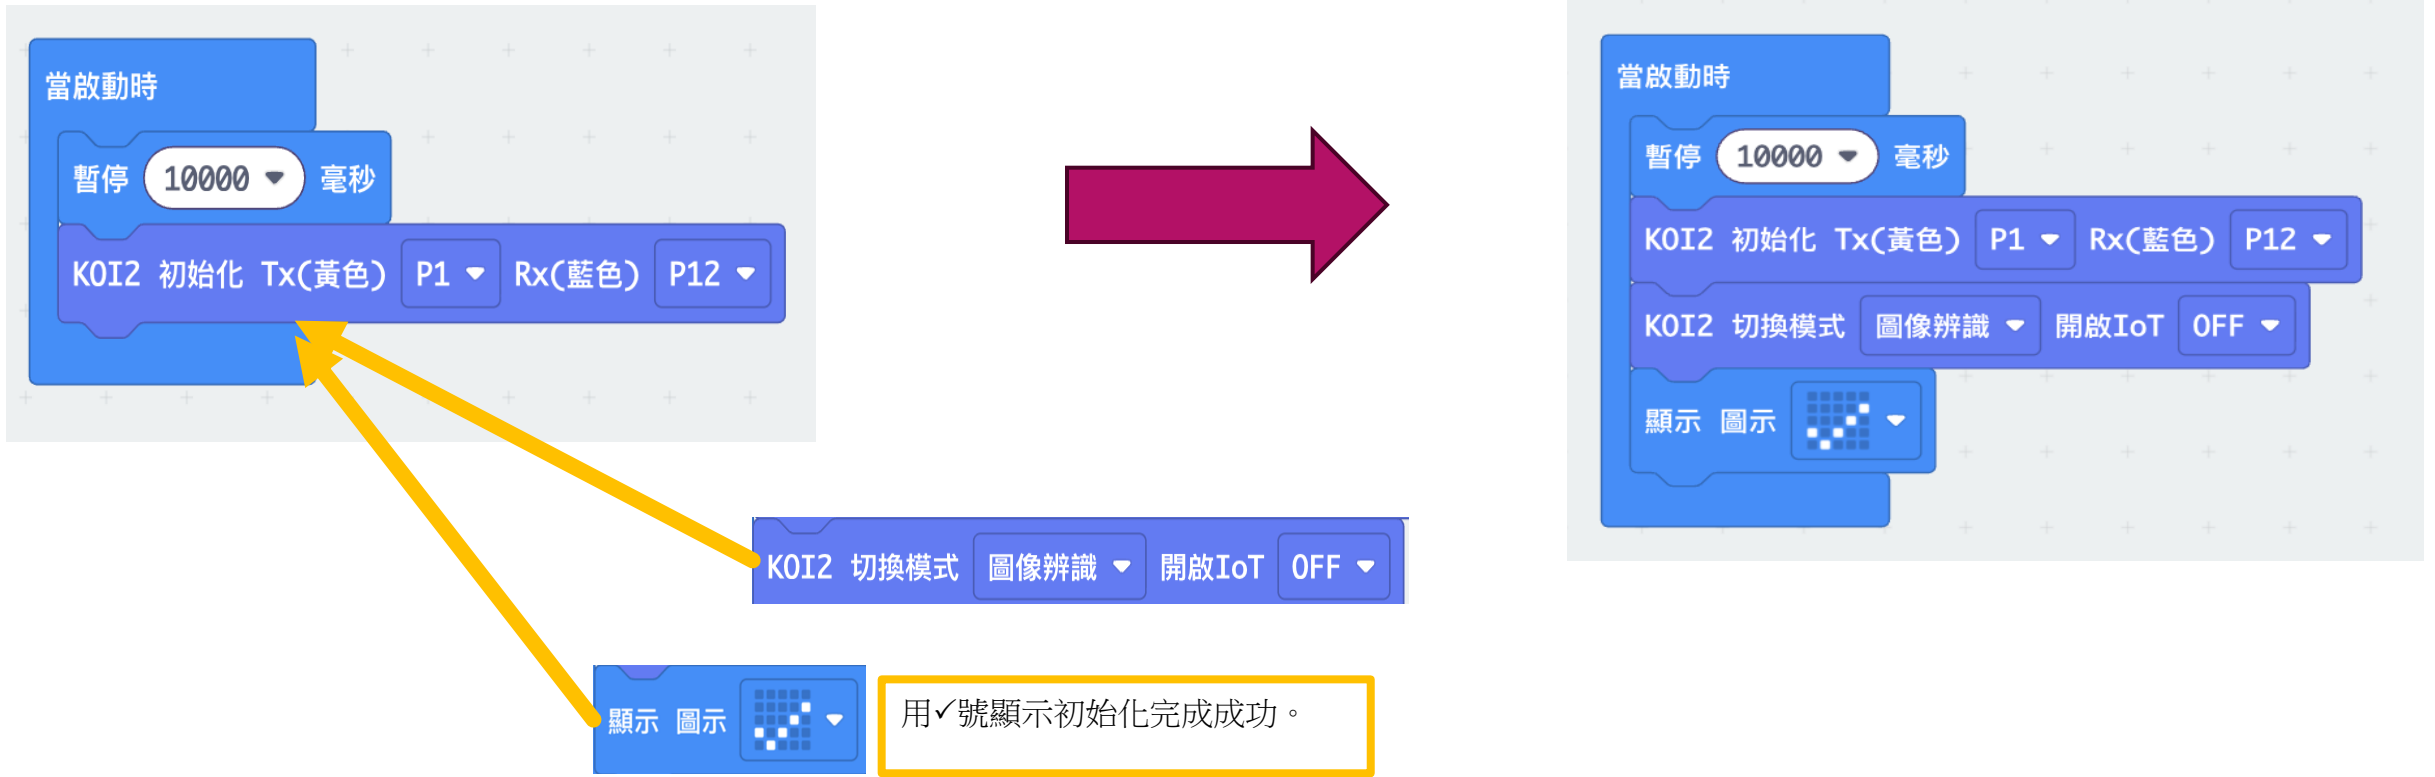 當啟動時
暫停 10000 毫秒
KOI2 初始化 Tx(黃色) P1 Rx(藍色) P12
KOI2 切換模式 圖像辨識 開啟IoT OFF
顯示 圖示
用✓號顯示初始化完成成功。
當啟動時
暫停 10000 毫秒
KOI2 初始化 Tx(黃色) P1 Rx(藍色) P12
KOI2 切換模式 圖像辨識 開啟IoT OFF
顯示 圖示